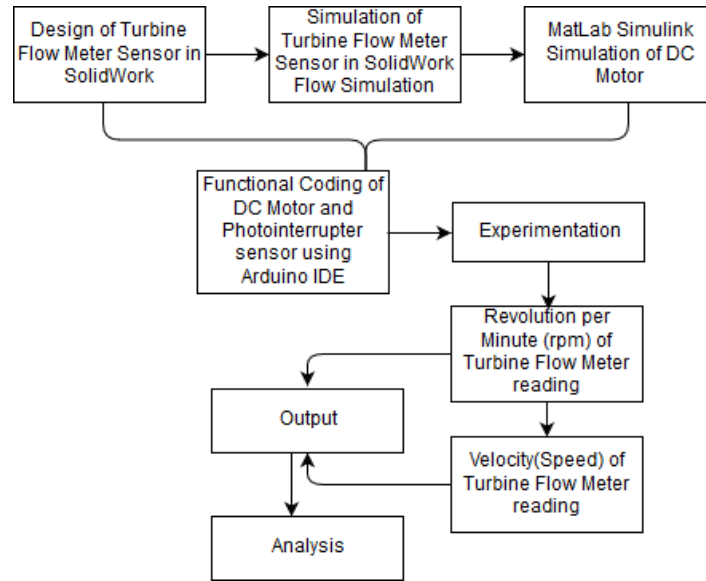 Design of Turbine
Flow Meter Sensor in
SolidWork
Simulation of
Turbine Flow Meter
Sensor in SolidWork
Flow Simulation
MatLab Simulink
Simulation of DC
Motor
Functional Coding of
DC Motor and
Photointerrupter
sensor using
Arduino IDE
Experimentation
Revolution per
Minute (rpm) of
Turbine Flow Meter
reading
Output
Velocity(Speed) of
Turbine Flow Meter
reading
Analysis